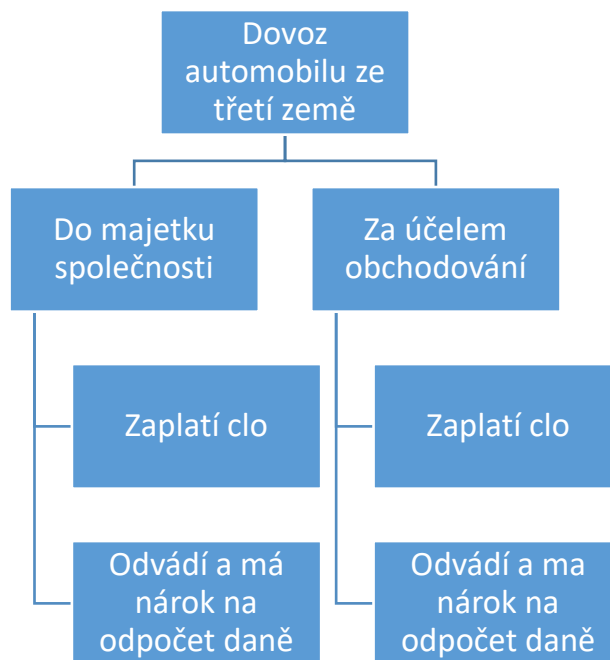 Dovoz
automobilu ze
třetí země
Do majetku
společnosti
Za účelem
obchodování
Zaplatí clo
Zaplatí clo
Odvádí a má
nárok na
odpočet daně
Odvádí a ma
nárok na
odpočet daně